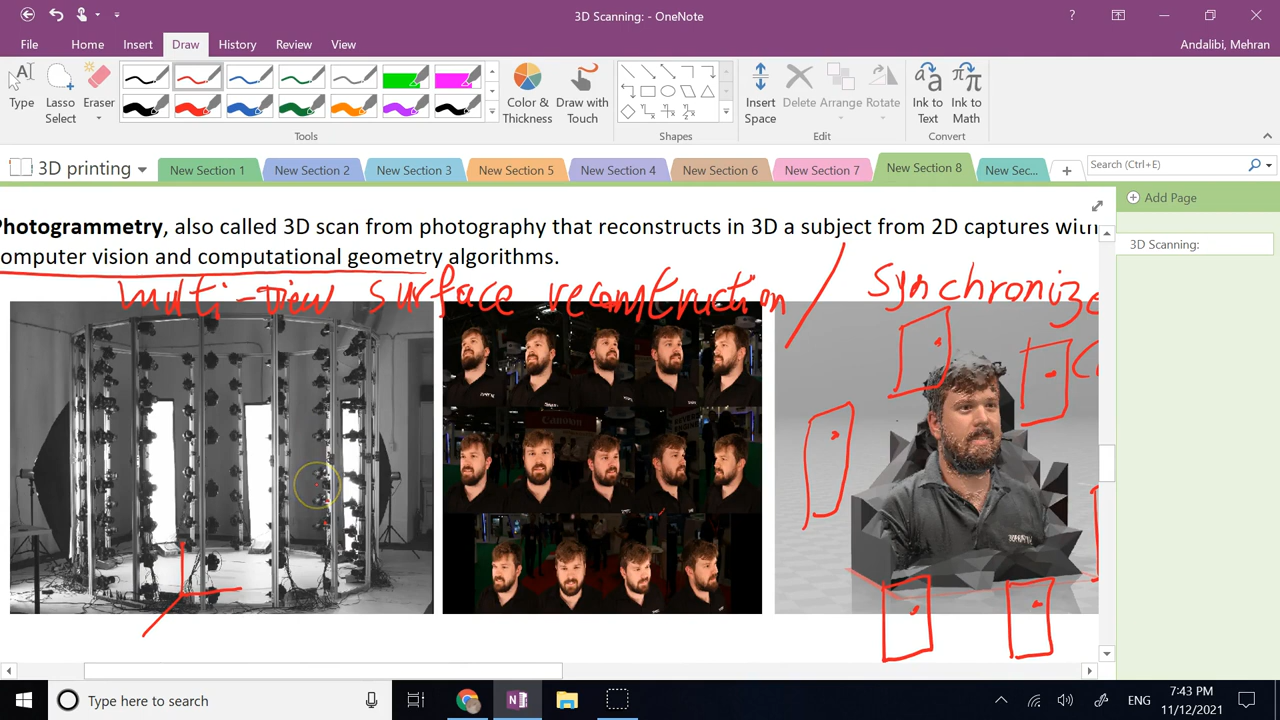 3D Scanning: - OneNote
File Home Insert Draw History Review View
Andalibi, Mehran
Type
Lasso Select
Eraser
Color & Thickness
Draw with Touch
Insert Space
Delete
Arrange
Rotate
Ink to Text
Ink to Math
Tools
Shapes
Edit
Convert
3D printing
New Section 1
New Section 2
New Section 3
New Section 5
New Section 4
New Section 6
New Section 7
New Section 8
New Sec...
Search (Ctrl+E)
Add Page
3D Scanning:
Photogrammetry, also called 3D scan from photography that reconstructs in 3D a subject from 2D captures with
computer vision and computational geometry algorithms.
multi-view surface reconstruction / Synchronize
Type here to search
ENG
7:43 PM
11/12/2021